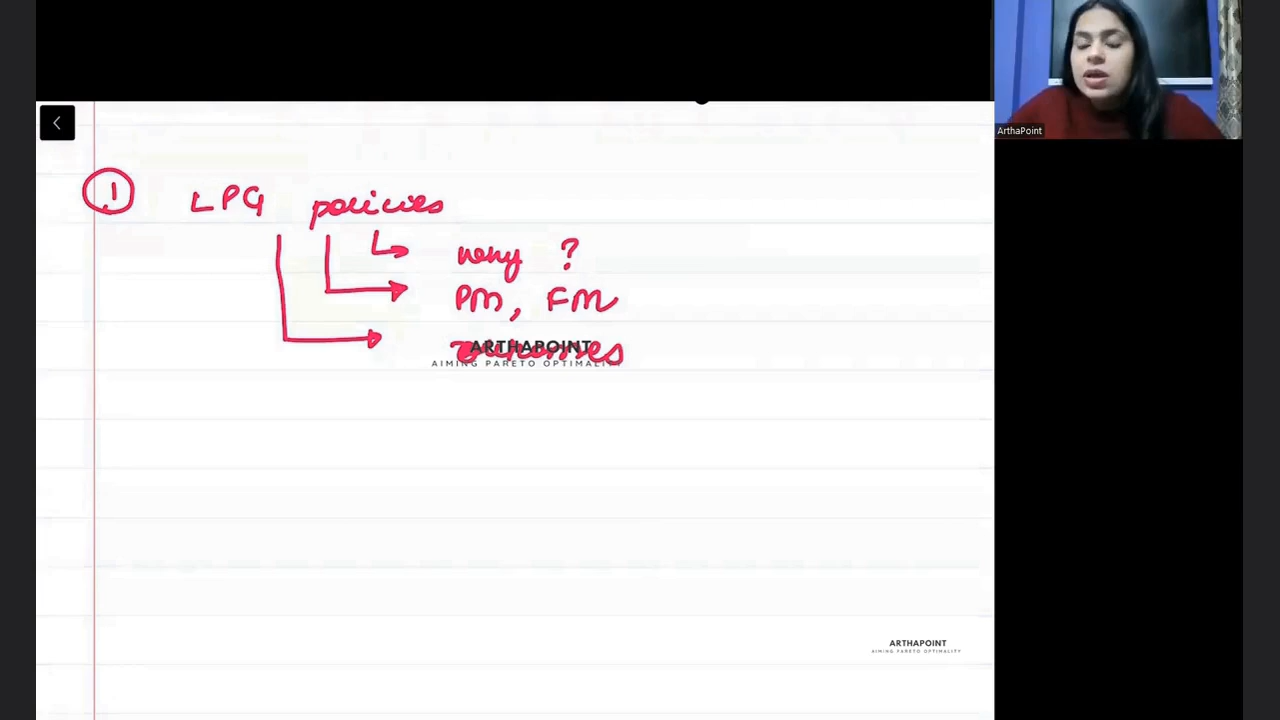 ArthaPoint
1 LPG policies
why ?
PM, FM
outcomes
ARTHAPOINT
AIMING PARETO OPTIMALITY
ARTHAPOINT
AIMING PARETO OPTIMALITY